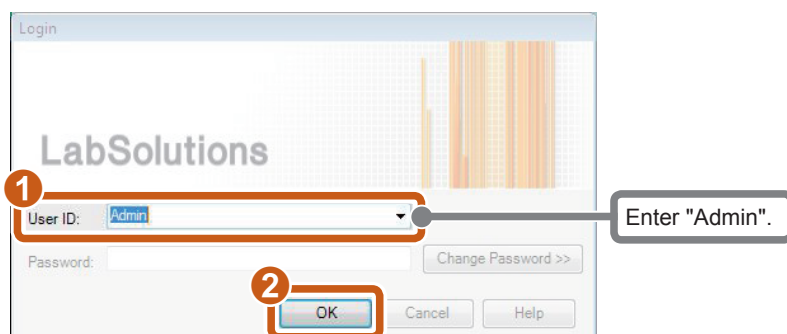 Login
LabSolutions
1
User ID: Admin
Enter "Admin".
Password:
Change Password >>
2
OK
Cancel
Help